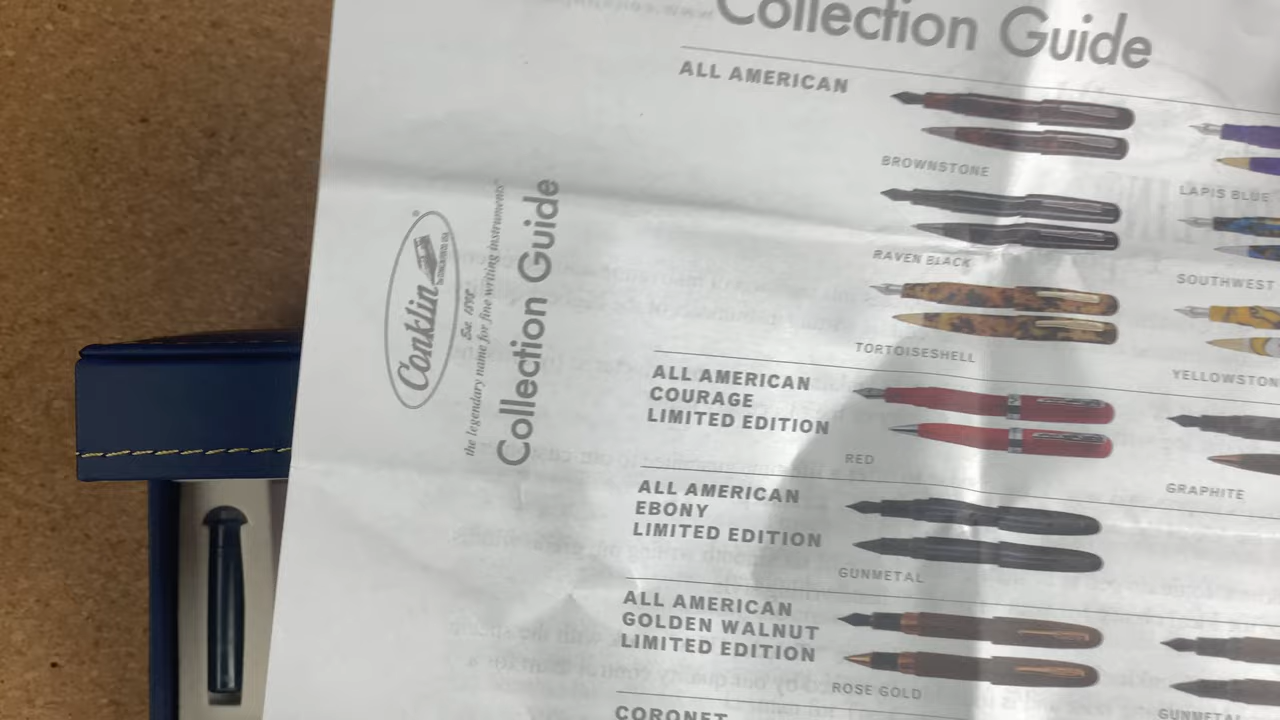 Collection Guide
ALL AMERICAN
BROWNSTONE
LAPIS BLUE
RAVEN BLACK
SOUTHWEST
TORTOISESHELL
YELLOWSTON
ALL AMERICAN
COURAGE
LIMITED EDITION
RED
GRAPHITE
ALL AMERICAN
EBONY
LIMITED EDITION
GUNMETAL
ALL AMERICAN
GOLDEN WALNUT
LIMITED EDITION
ROSE GOLD
GUNMETAL
CORONET
Conklin
Est. 1898
the legendary name for fine writing instruments
Collection Guide